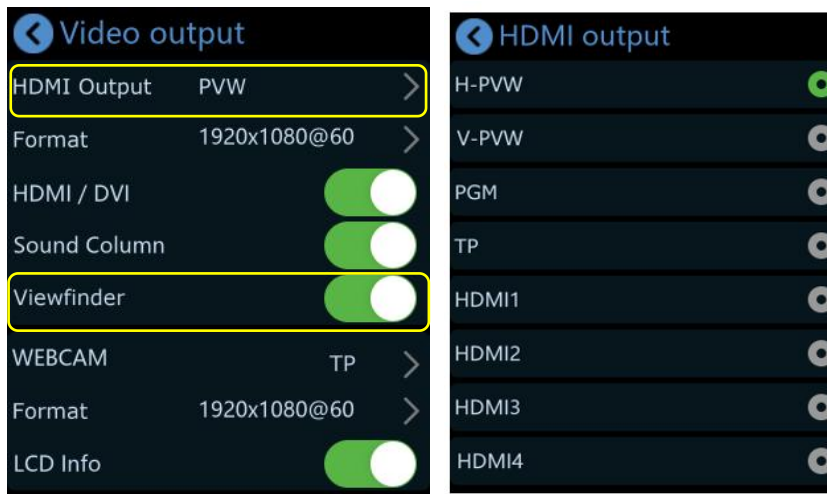 Video output
HDMI Output PVW
Format 1920x1080@60
HDMI / DVI
Sound Column
Viewfinder
WEBCAM TP
Format 1920x1080@60
LCD Info
HDMI output
H-PVW
V-PVW
PGM
TP
HDMI1
HDMI2
HDMI3
HDMI4